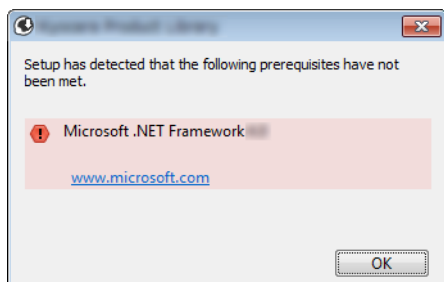 Setup has detected that the following prerequisites have not
been met.
Microsoft .NET Framework
www.microsoft.com
OK